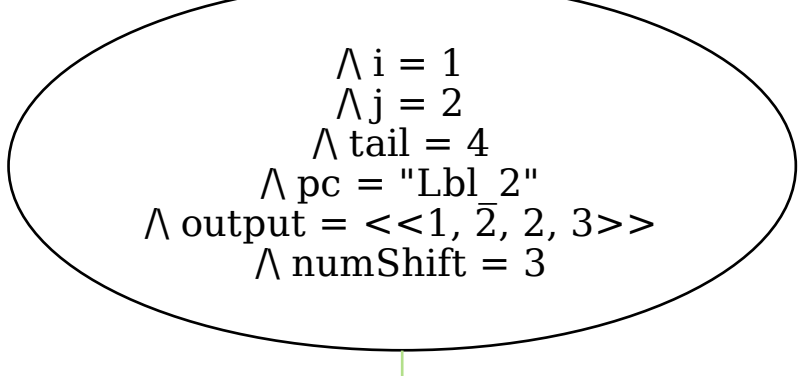 /\ i = 1
/\ j = 2
/\ tail = 4
/\ pc = "Lbl_2"
/\ output = <<1, 2, 2, 3>>
/\ numShift = 3